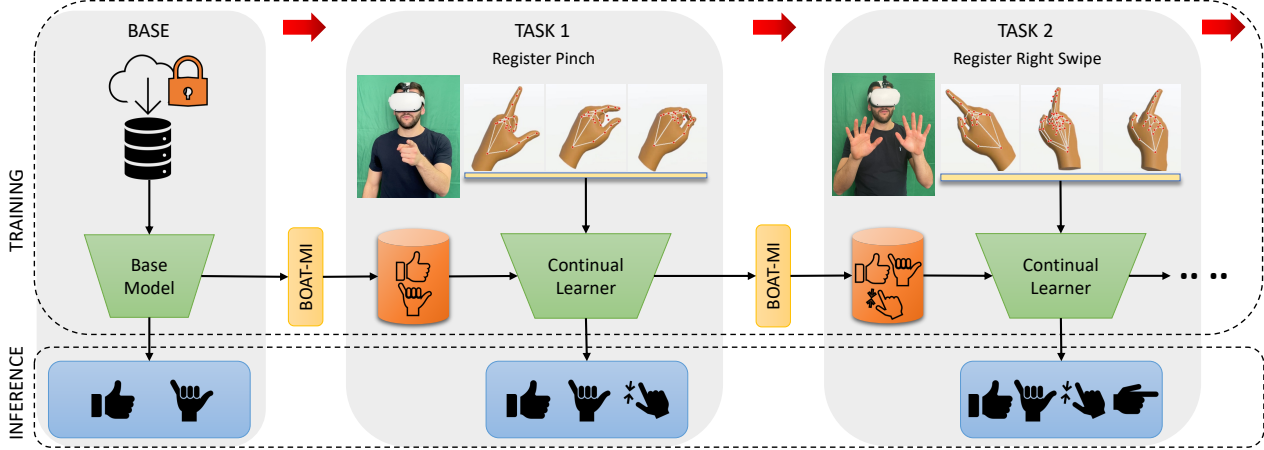 BASE
TASK 1
TASK 2
Register Pinch
Register Right Swipe
TRAINING
Base
Model
BOAT-MI
Continual
Learner
BOAT-MI
Continual
Learner
INFERENCE